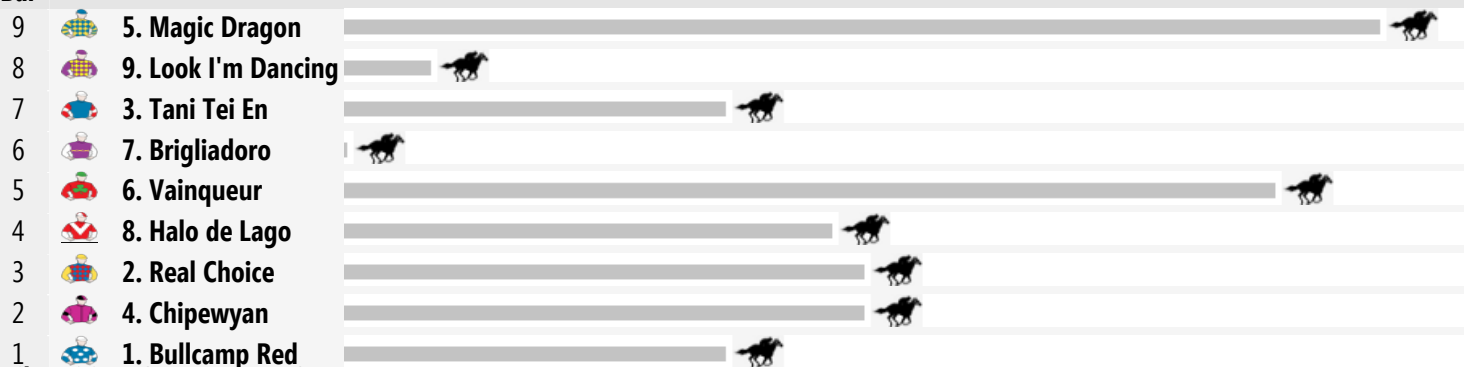 Bar
9 5. Magic Dragon
8 9. Look I'm Dancing
7 3. Tani Tei En
6 7. Brigliadoro
5 6. Vainqueur
4 8. Halo de Lago
3 2. Real Choice
2 4. Chipewyan
1 1. Bullcamp Red